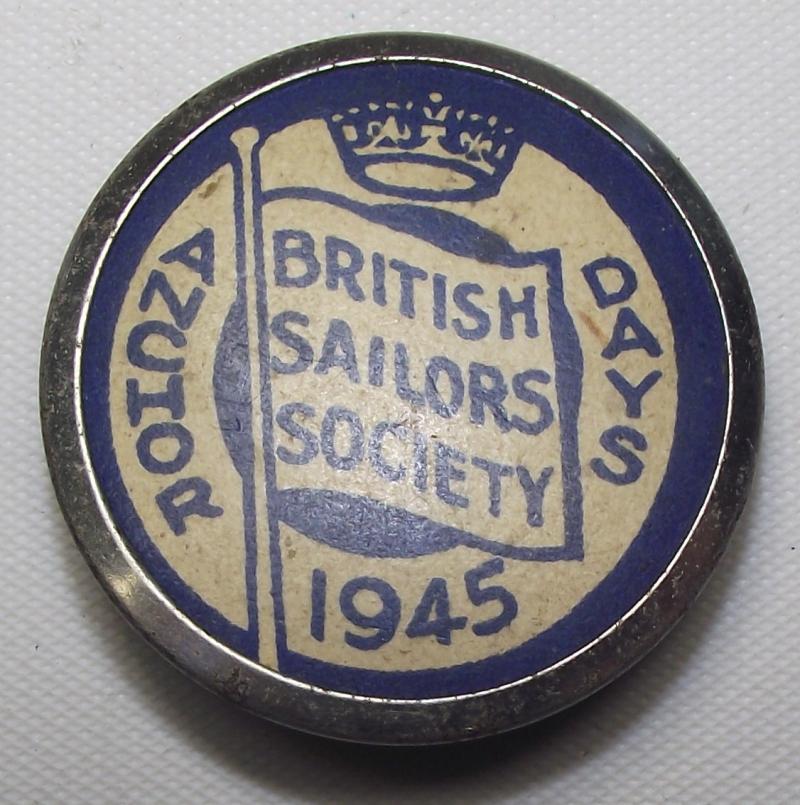 ANCHOR DAYS
BRITISH
SAILORS
SOCIETY
1945